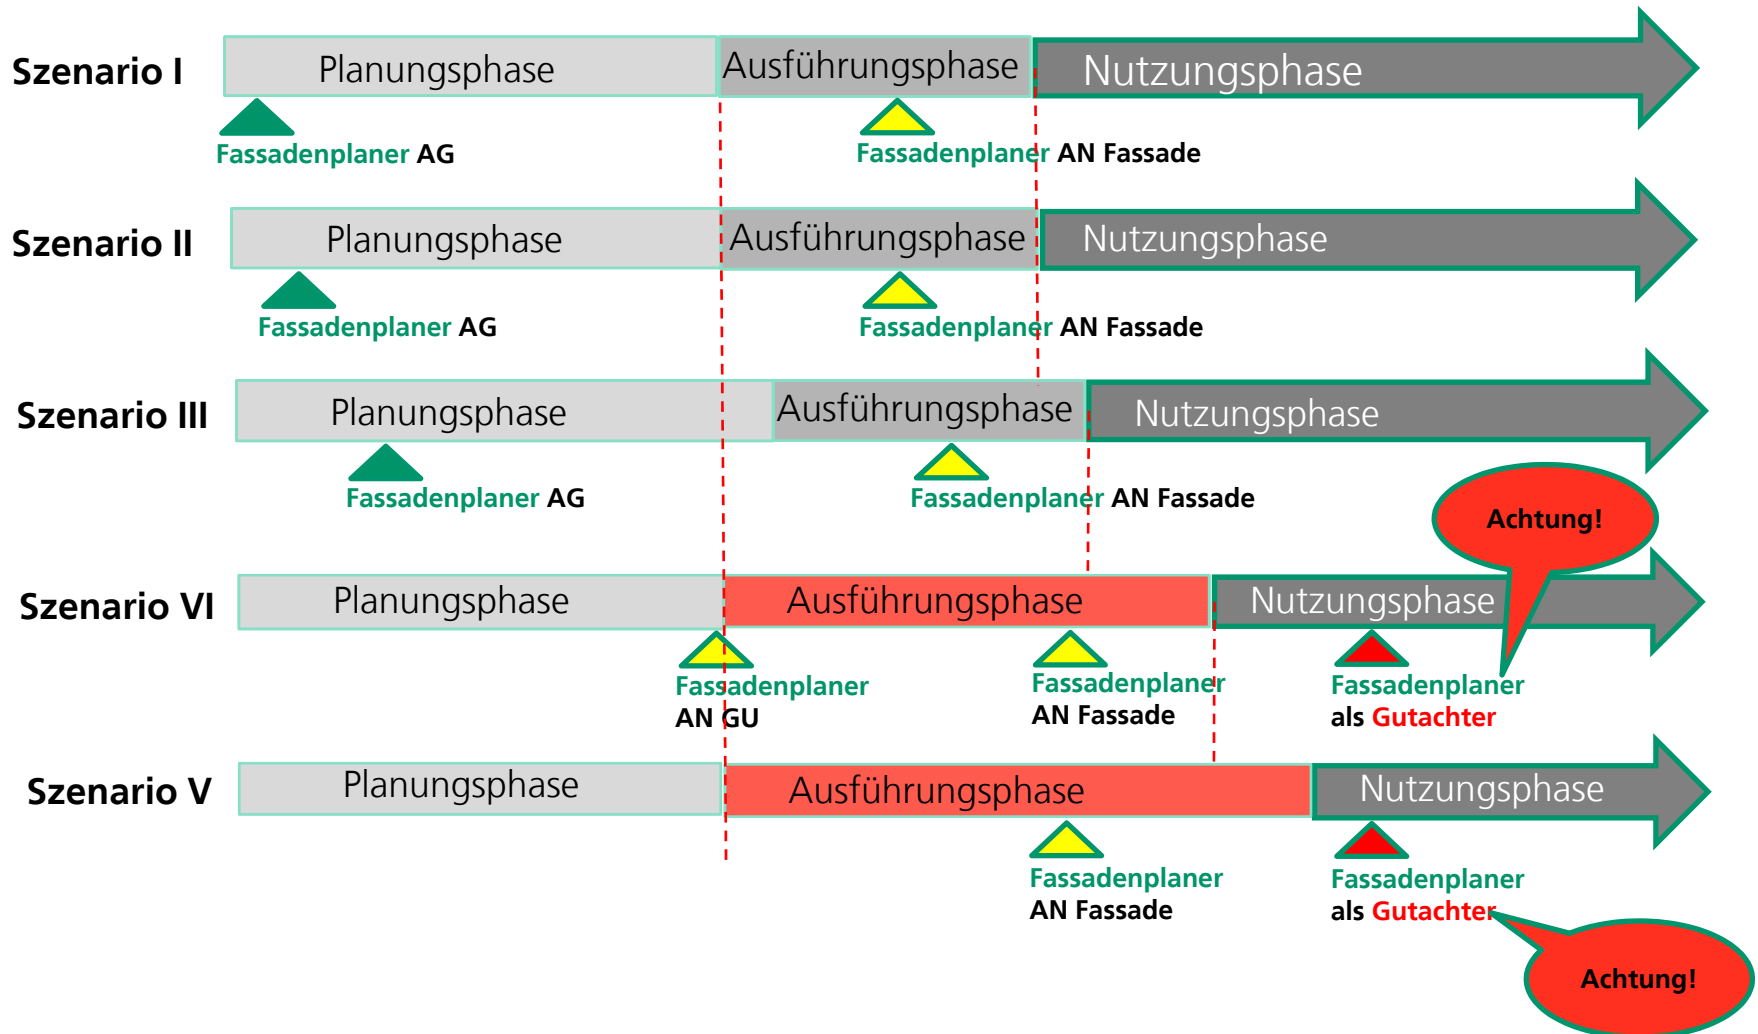 Szenario I
Planungsphase
Ausführungsphase
Nutzungsphase
Fassadenplaner AG
Fassadenplaner AN Fassade
Szenario II
Planungsphase
Ausführungsphase
Nutzungsphase
Fassadenplaner AG
Fassadenplaner AN Fassade
Szenario III
Planungsphase
Ausführungsphase
Nutzungsphase
Fassadenplaner AG
Fassadenplaner AN Fassade
Achtung!
Szenario VI
Planungsphase
Ausführungsphase
Nutzungsphase
Fassadenplaner
AN GU
Fassadenplaner
AN Fassade
Fassadenplaner
als Gutachter
Szenario V
Planungsphase
Ausführungsphase
Nutzungsphase
Fassadenplaner
AN Fassade
Fassadenplaner
als Gutachter
Achtung!